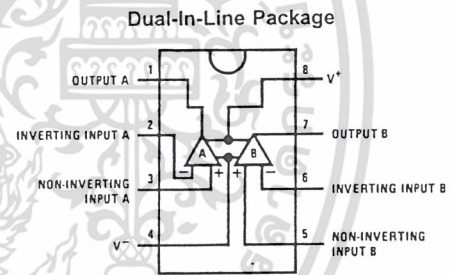 Dual-In-Line Package
1
OUTPUT A
8
V+
2
INVERTING INPUT A
7
OUTPUT B
A
B
− + + −
3
NON-INVERTING
INPUT A
6
INVERTING INPUT B
4
V−
5
NON-INVERTING
INPUT B